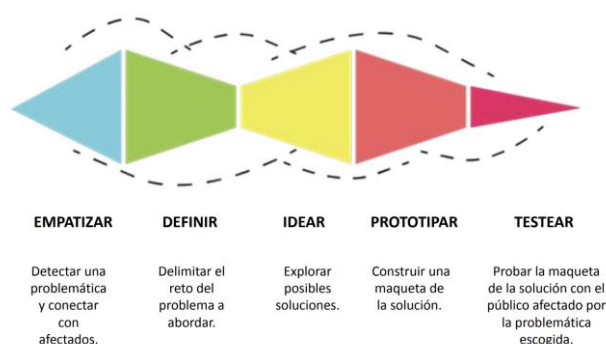 EMPATIZAR
DEFINIR
IDEAR
PROTOTIPAR
TESTEAR
Detectar una
problemática
y conectar
con
afectados.
Delimitar el
reto del
problema a
abordar.
Explorar
posibles
soluciones.
Construir una
maqueta de
la solución.
Probar la maqueta
de la solución con el
público afectado por
la problemática
escogida.